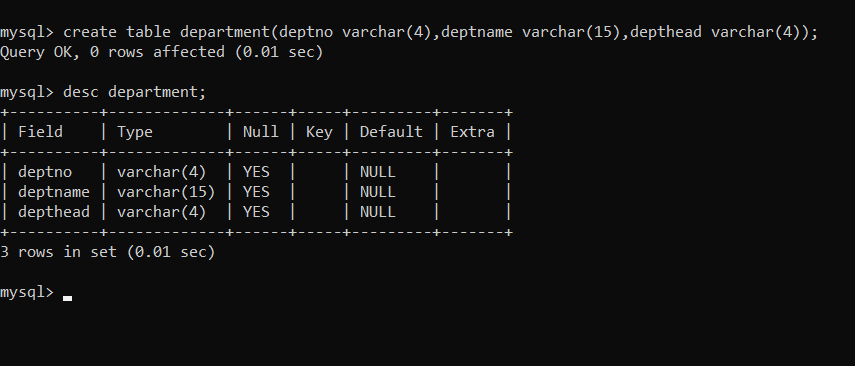 mysql> create table department(deptno varchar(4),deptname varchar(15),depthead varchar(4));
Query OK, 0 rows affected (0.01 sec)
mysql> desc department;
+----------+-------------+------+-----+---------+-------+
| Field    | Type        | Null | Key | Default | Extra |
+----------+-------------+------+-----+---------+-------+
| deptno   | varchar(4)  | YES  |     | NULL    |       |
| deptname | varchar(15) | YES  |     | NULL    |       |
| depthead | varchar(4)  | YES  |     | NULL    |       |
+----------+-------------+------+-----+---------+-------+
3 rows in set (0.01 sec)
mysql>